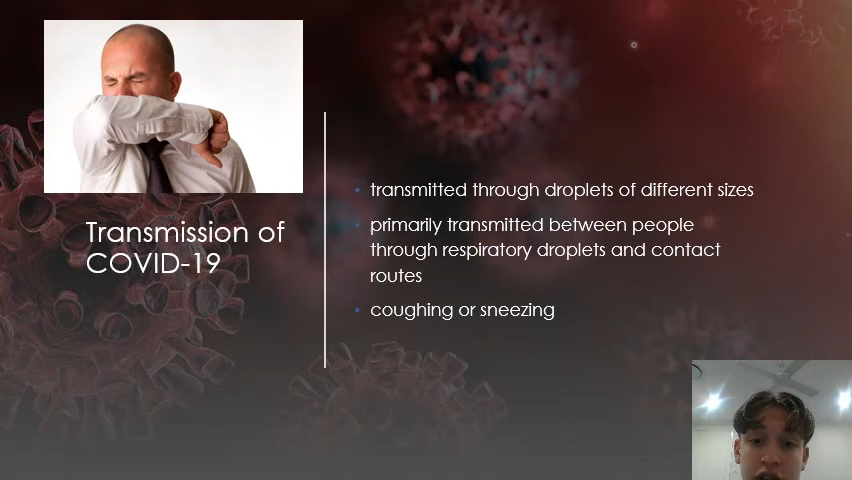 Transmission of
COVID-19
transmitted through droplets of different sizes
primarily transmitted between people
through respiratory droplets and contact
routes
coughing or sneezing